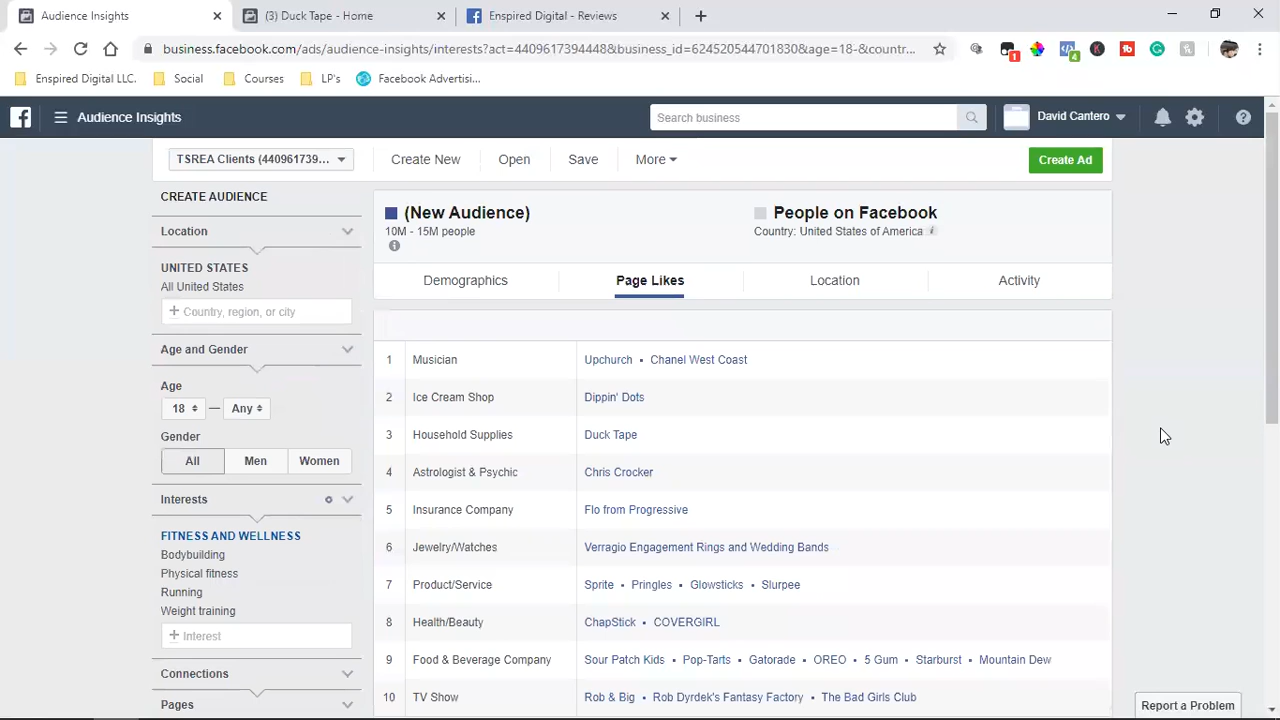 Audience Insights
(3) Duck Tape - Home
Enspired Digital - Reviews
business.facebook.com/ads/audience-insights/interests?act=4409617394448&business_id=624520544701830&age=18-&countr...
1
4
Enspired Digital LLC.
Social
Courses
LP's
Facebook Advertisi...
Audience Insights
Search business
David Cantero
TSREA Clients (440961739...
Create New
Open
Save
More
Create Ad
CREATE AUDIENCE
Location
UNITED STATES
All United States
+ Country, region, or city
Age and Gender
Age
18 — Any
Gender
All
Men
Women
Interests
FITNESS AND WELLNESS
Bodybuilding
Physical fitness
Running
Weight training
+ Interest
Connections
Pages
(New Audience)
10M - 15M people
People on Facebook
Country: United States of America
Demographics
Page Likes
Location
Activity
1 Musician Upchurch • Chanel West Coast
2 Ice Cream Shop Dippin' Dots
3 Household Supplies Duck Tape
4 Astrologist & Psychic Chris Crocker
5 Insurance Company Flo from Progressive
6 Jewelry/Watches Verragio Engagement Rings and Wedding Bands
7 Product/Service Sprite • Pringles • Glowsticks • Slurpee
8 Health/Beauty ChapStick • COVERGIRL
9 Food & Beverage Company Sour Patch Kids • Pop-Tarts • Gatorade • OREO • 5 Gum • Starburst • Mountain Dew
10 TV Show Rob & Big • Rob Dyrdek's Fantasy Factory • The Bad Girls Club
Report a Problem